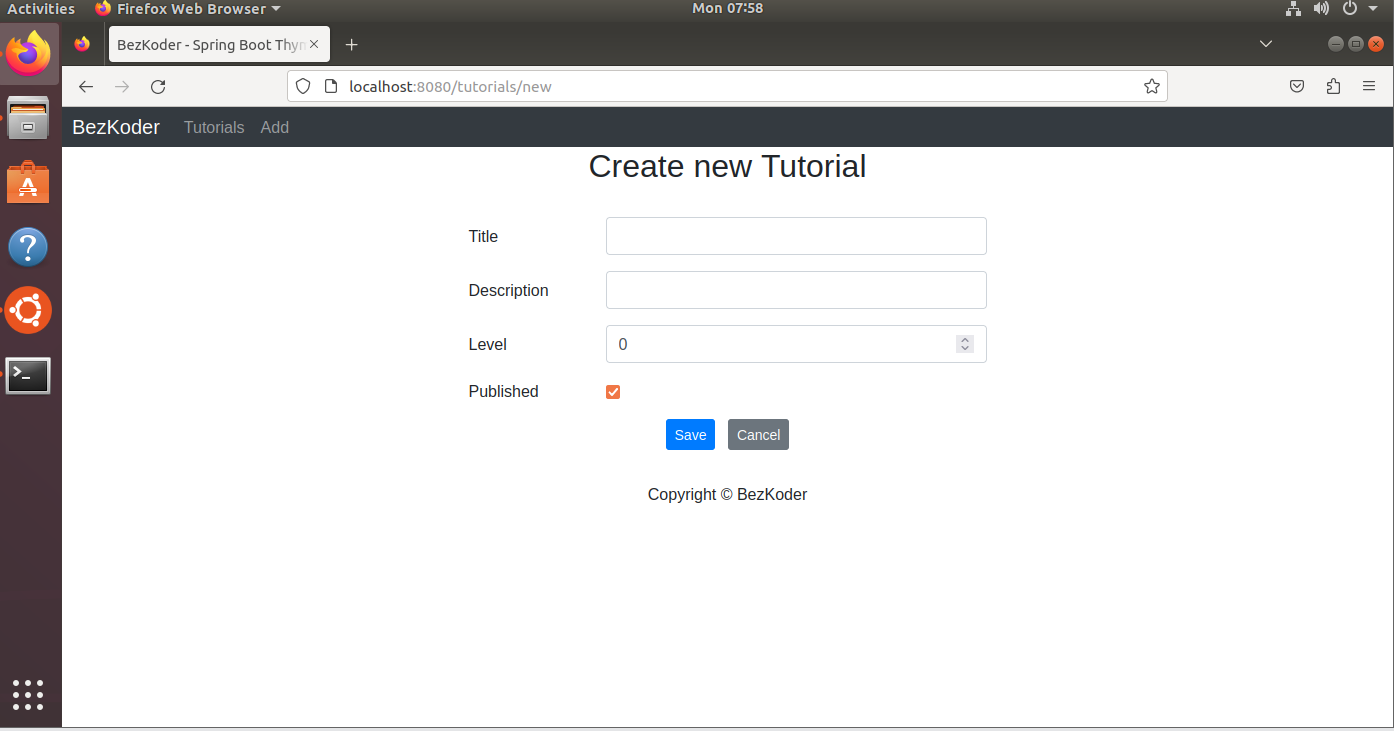 Activities Firefox Web Browser Mon 07:58
BezKoder - Spring Boot Thym
localhost:8080/tutorials/new
BezKoder Tutorials Add
Create new Tutorial
Title
Description
Level 0
Published
Save Cancel
Copyright © BezKoder